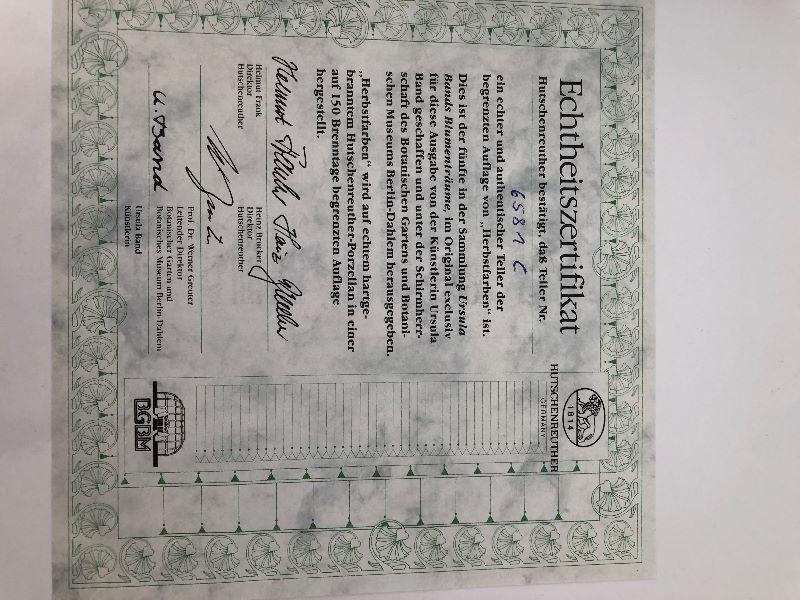 Echtheitszertifikat
Hutschenreuther bestätigt, daß Teller Nr.
6581 C
ein echter und authentischer Teller der
begrenzten Auflage von „Herbstfarben“ ist.
Dies ist der fünfte in der Sammlung Ursula
Bands Blumenträume, im Original exclusiv
für diese Ausgabe von der Künstlerin Ursula
Band geschaffen und unter der Schirmherr-
schaft des Botanischen Gartens und Botani-
schen Museums Berlin-Dahlem herausgegeben.
„Herbstfarben“ wird auf echtem hartge-
branntem Hutschenreuther-Porzellan in einer
auf 150 Brenntage begrenzten Auflage
hergestellt.
Helmut Frank
Direktor
Hutschenreuther
Heinz Brocker
Direktor
Hutschenreuther
Prof. Dr. Werner Greuter
Leitender Direktor
Botanischer Garten und
Botanisches Museum Berlin-Dahlem
U. Band
Ursula Band
Künstlerin
1814
HUTSCHENREUTHER
GERMANY
BGBM